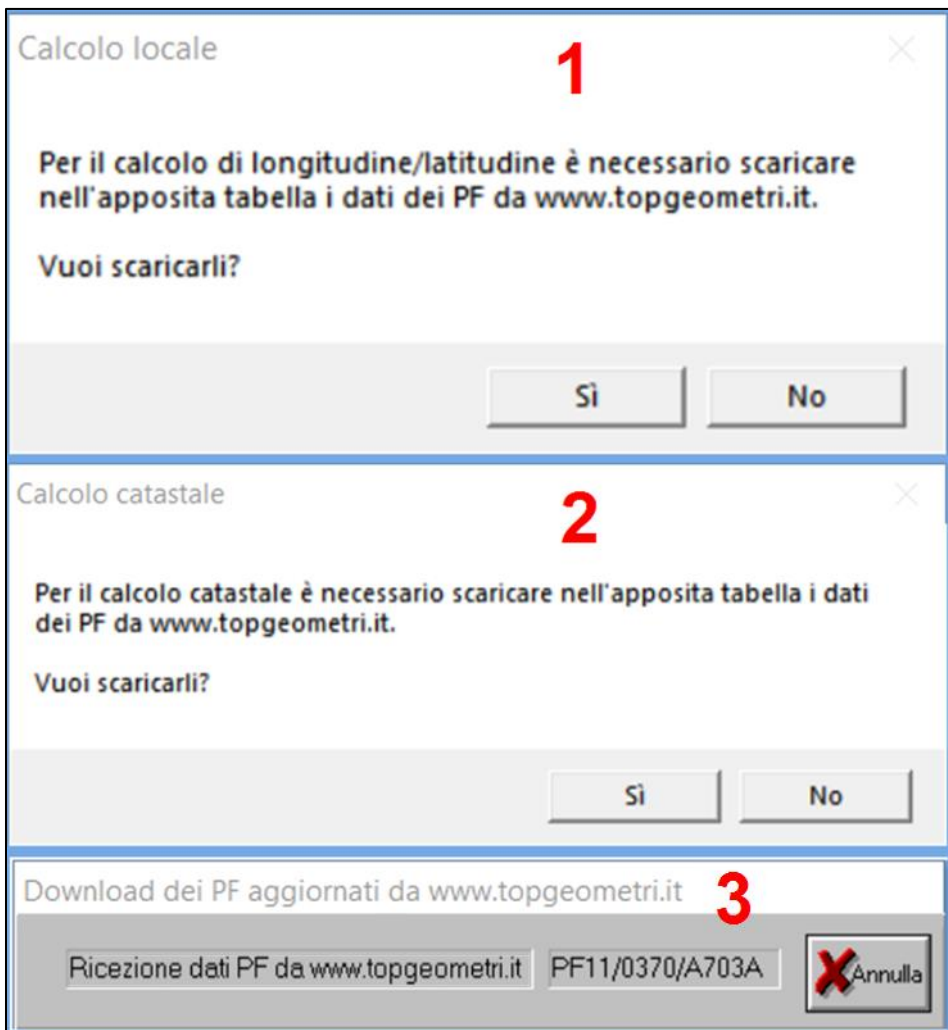 Calcolo locale
1
Per il calcolo di longitudine/latitudine è necessario scaricare
nell'apposita tabella i dati dei PF da www.topgeometri.it.
Vuoi scaricarli?
Sì No
Calcolo catastale
2
Per il calcolo catastale è necessario scaricare nell'apposita tabella i dati
dei PF da www.topgeometri.it.
Vuoi scaricarli?
Sì No
Download dei PF aggiornati da www.topgeometri.it
3
Ricezione dati PF da www.topgeometri.it PF11/0370/A703A Annulla